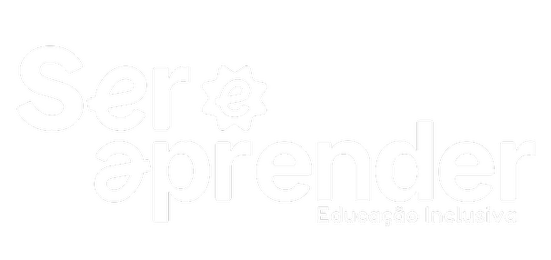 Ser e
aprender
Educação Inclusiva